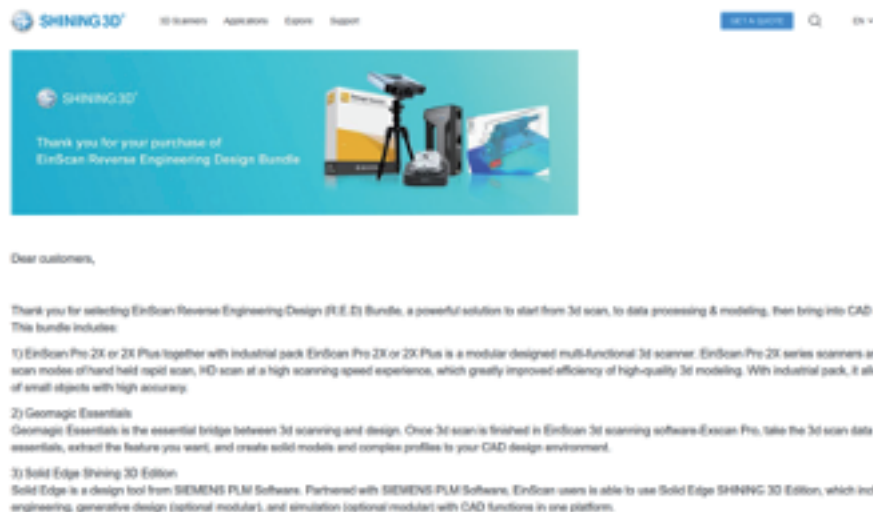 SHINING 3D
3D Scanners Applications Explore Support
GET A QUOTE
EN
SHINING 3D
Thank you for your purchase of
EinScan Reverse Engineering Design Bundle
Dear customers,
Thank you for selecting EinScan Reverse Engineering Design (R.E.D) Bundle, a powerful solution to start from 3d scan, to data processing & modeling, then bring into CAD
This bundle includes:
1) EinScan Pro 2X or 2X Plus together with industrial pack EinScan Pro 2X or 2X Plus is a modular designed multi-functional 3d scanner. EinScan Pro 2X series scanners
scan modes of hand held rapid scan, HD scan at a high scanning speed experience, which greatly improved efficiency of high-quality 3d modeling. With industrial pack, it
of small objects with high accuracy.
2) Geomagic Essentials
Geomagic Essentials is the essential bridge between 3d scanning and design. Once 3d scan is finished in EinScan 3d scanning software-Exscan Pro, take the 3d scan data
essentials, extract the feature you want, and create solid models and complex profiles to your CAD design environment.
3) Solid Edge Shining 3D Edition
Solid Edge is a design tool from SIEMENS PLM Software. Partnered with SIEMENS PLM Software, EinScan users is able to use Solid Edge SHINING 3D Edition, which
engineering, generative design (optional modular), and simulation (optional modular) with CAD functions in one platform.